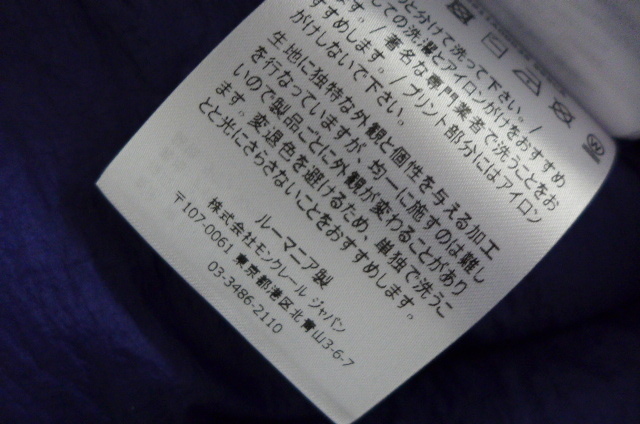 と分けて洗って下さい。/
しての洗濯とアイロンがけをおすすめ
ます。/ 著名な専門業者で洗うことをお
すすめします。/ プリント部分にはアイロン
がけしないで下さい。
生地に独特な外観と個性を与える加工
を行なっていますが、均一に施すのは難し
いので製品ごとに外観が変わることがあり
ます。変退色を避けるため、単独で洗うこ
とと光にさらさないことをおすすめします。
ルーマニア製
株式会社モンクレール ジャパン
〒107-0061 東京都港区北青山3-6-7
03-3486-2110